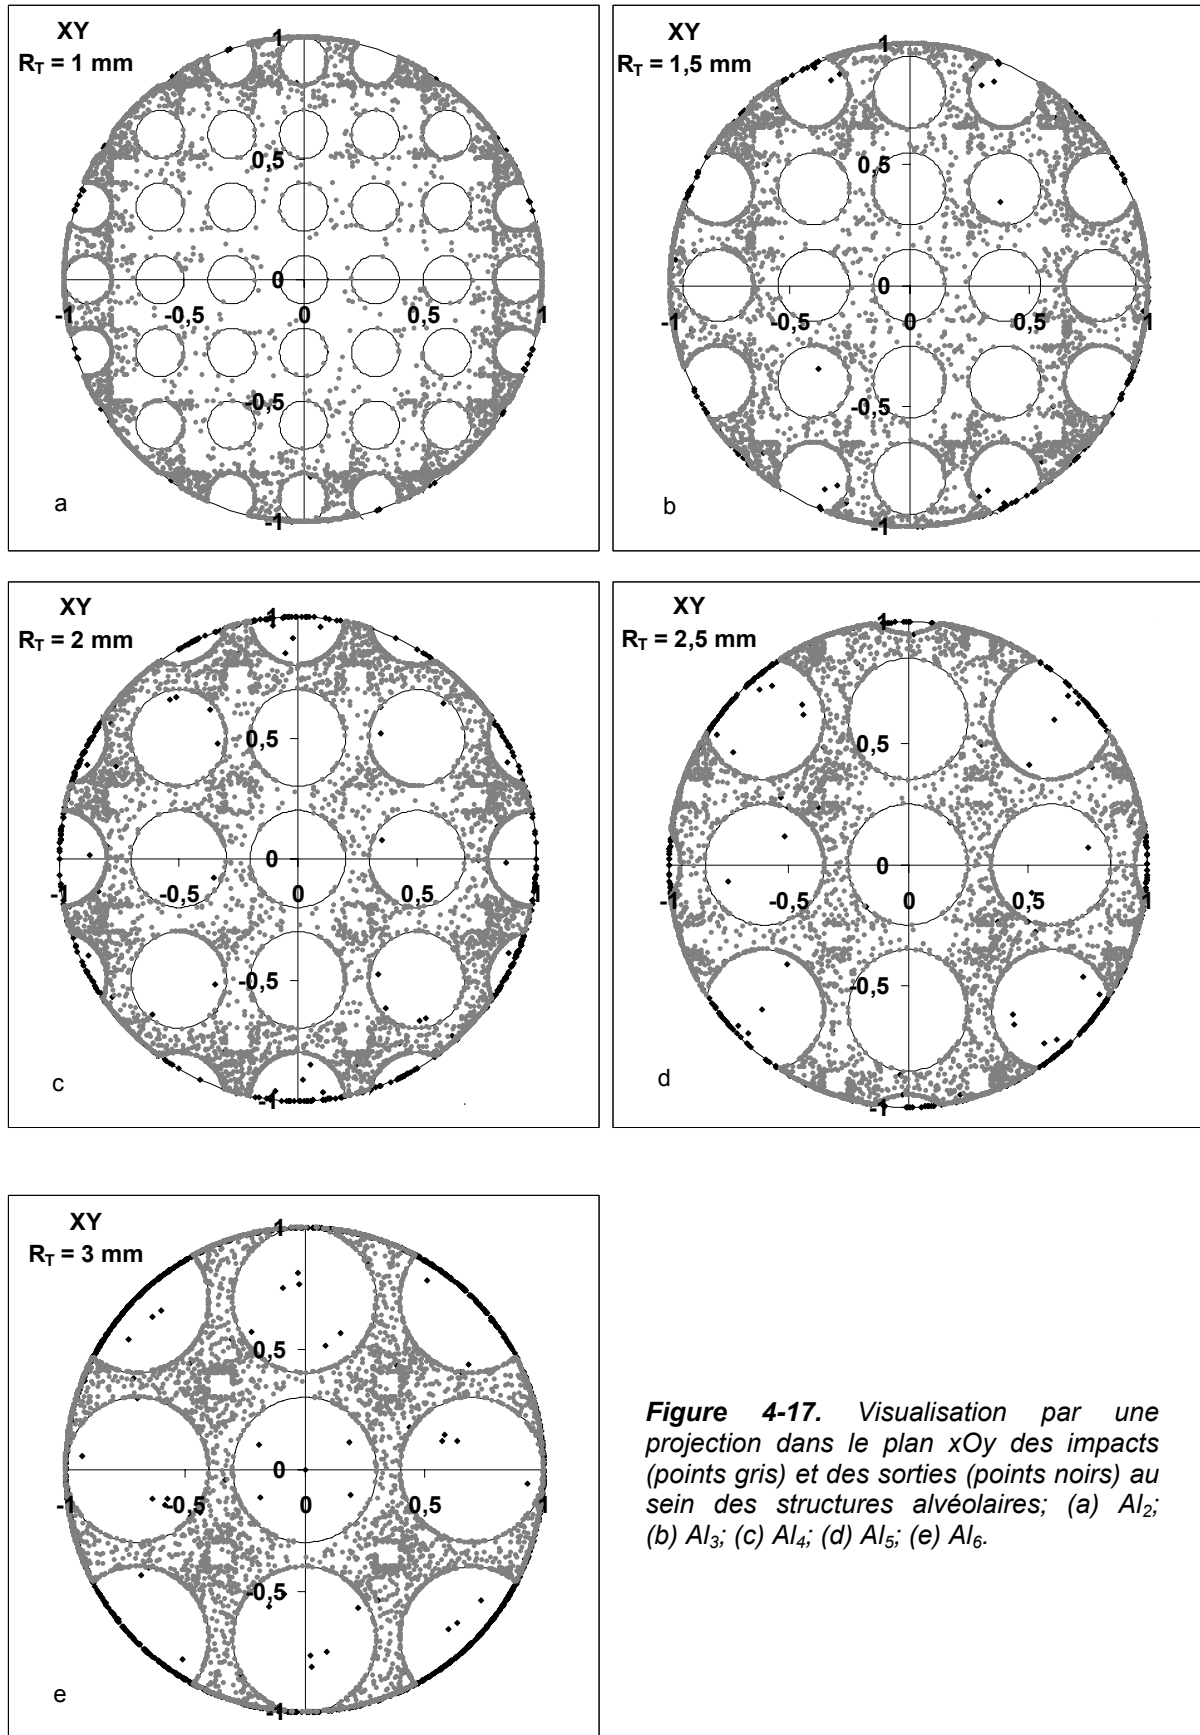 XY
R_T = 1 mm
1
0,5
0
-1
-0,5
0
0,5
1
-0,5
-1
a
XY
R_T = 1,5 mm
1
0,5
0
-1
-0,5
0
0,5
1
-0,5
-1
b
XY
R_T = 2 mm
1
0,5
0
-1
-0,5
0
0,5
1
-0,5
-1
c
XY
R_T = 2,5 mm
1
0,5
0
-1
-0,5
0
0,5
1
-0,5
-1
d
XY
R_T = 3 mm
1
0,5
0
-1
-0,5
0
0,5
1
-0,5
-1
e
Figure 4-17. Visualisation par une
projection dans le plan xOy des impacts
(points gris) et des sorties (points noirs) au
sein des structures alvéolaires; (a) Al2;
(b) Al3; (c) Al4; (d) Al5; (e) Al6.